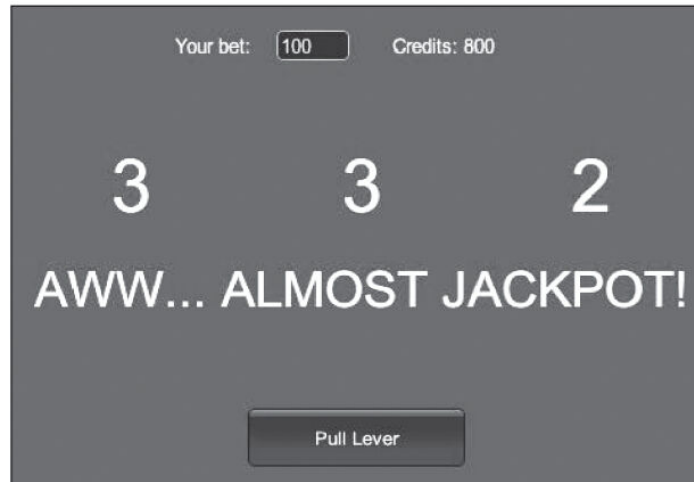 Your bet: 100 Credits: 800
3 3 2
AWW... ALMOST JACKPOT!
Pull Lever